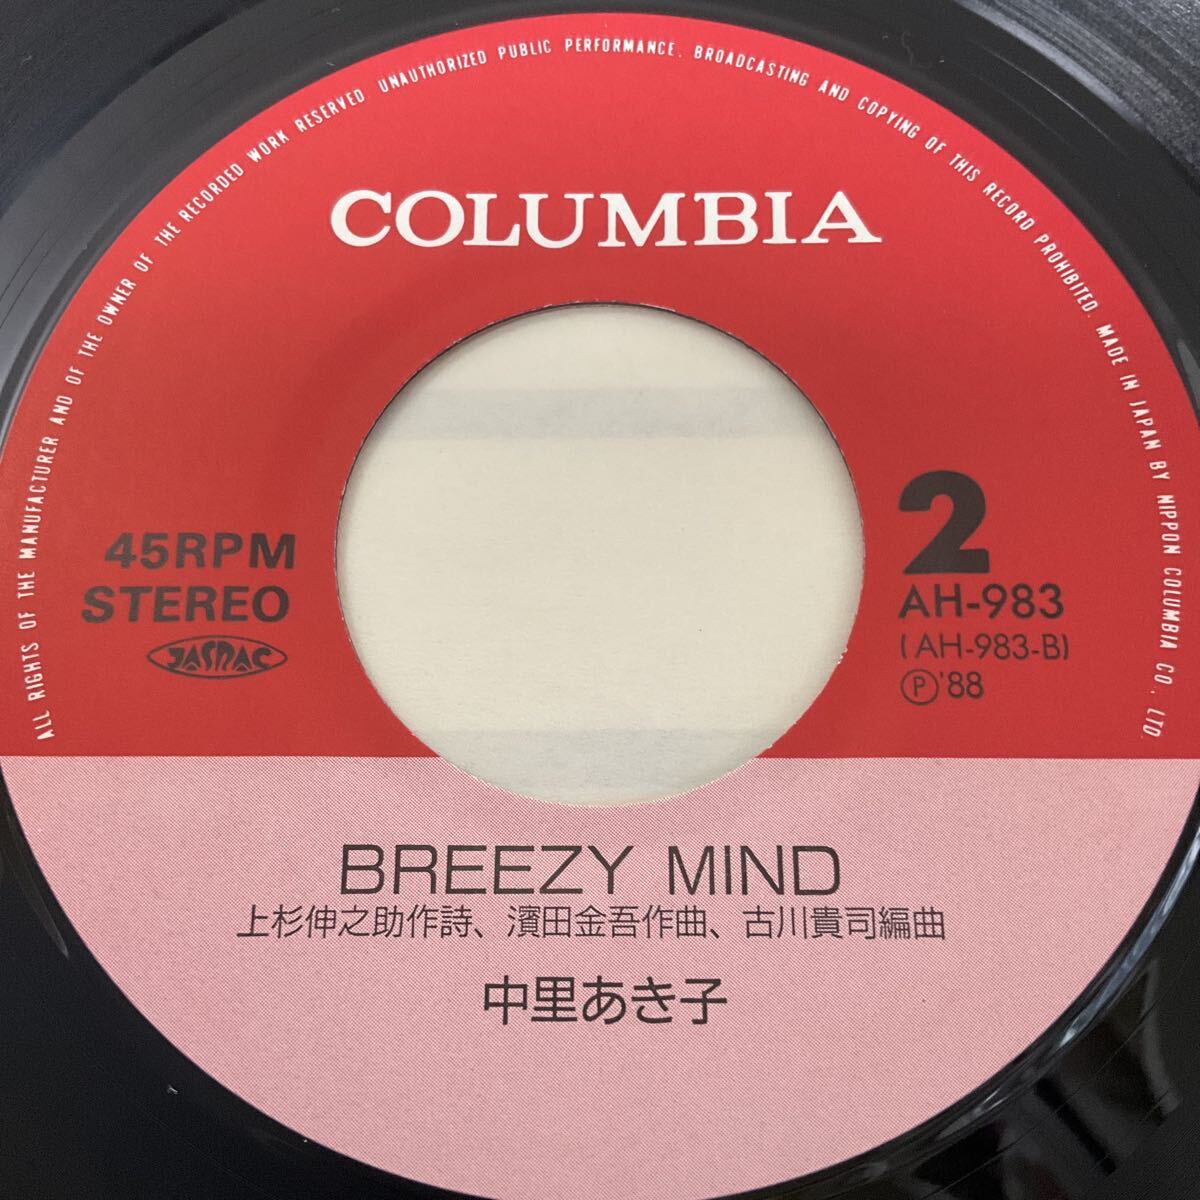 ALL RIGHTS OF THE MANUFACTURER AND OF THE OWNER OF THE RECORDED WORK RESERVED. UNAUTHORIZED PUBLIC PERFORMANCE. BROADCASTING AND COPYING OF THIS RECORD PROHIBITED. MADE IN JAPAN BY NIPPON COLUMBIA CO., LTD.
COLUMBIA
45RPM
STEREO
JASRAC
2
AH-983
(AH-983-B)
Ⓟ'88
BREEZY MIND
上杉伸之助作詩、濱田金吾作曲、古川貴司編曲
中里あき子